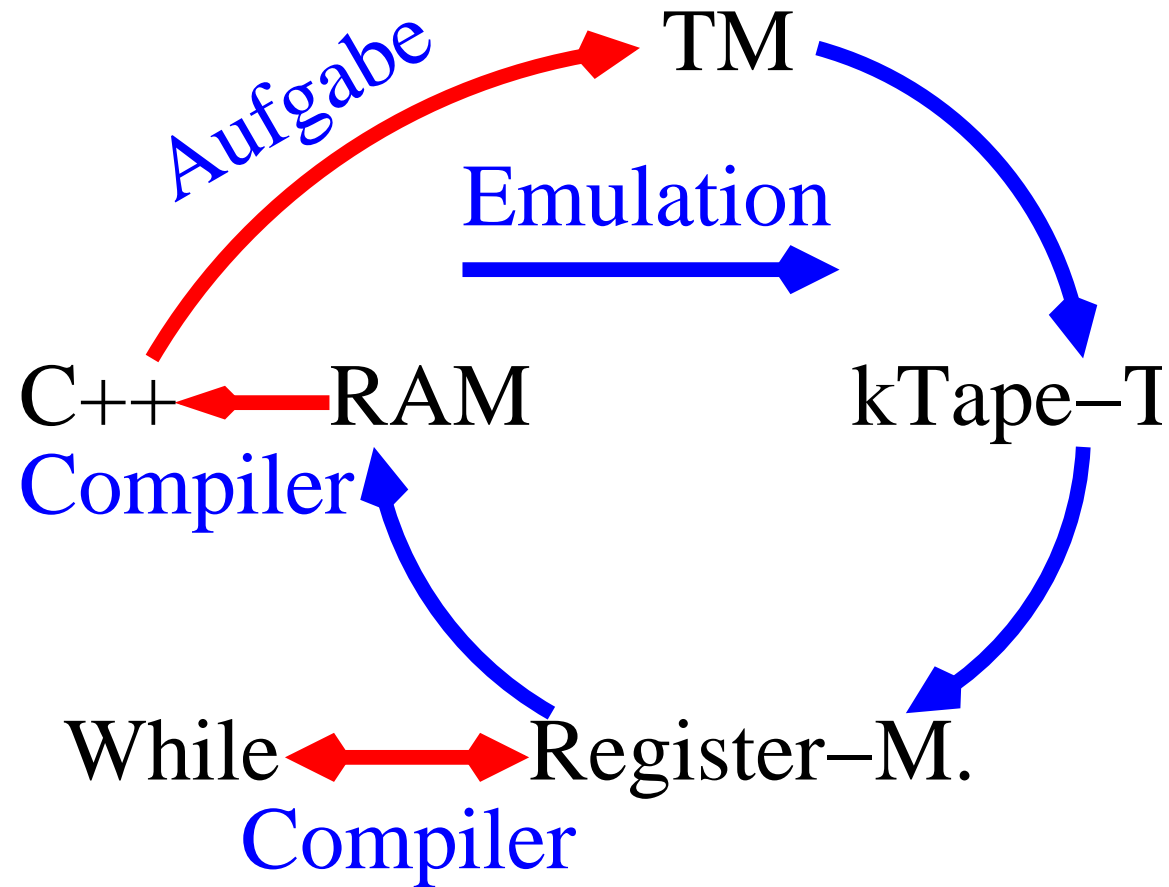 TM
Aufgabe
Emulation
C++ RAM kTape–T
Compiler
While Register–M.
Compiler